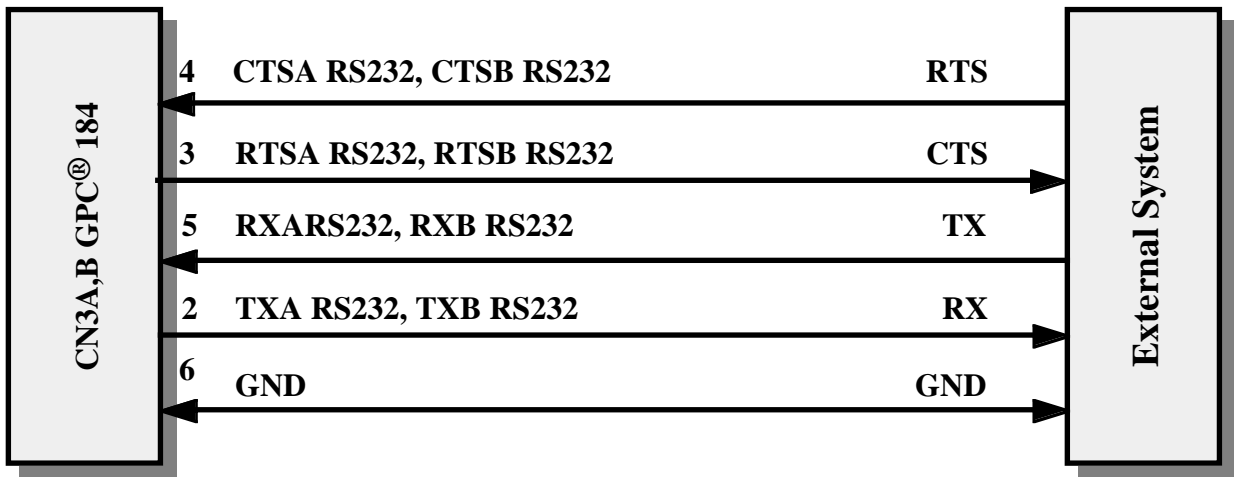 CN3A,B GPC® 184
4 CTSA RS232, CTSB RS232 RTS
3 RTSA RS232, RTSB RS232 CTS
5 RXARS232, RXB RS232 TX
2 TXA RS232, TXB RS232 RX
6 GND GND
External System